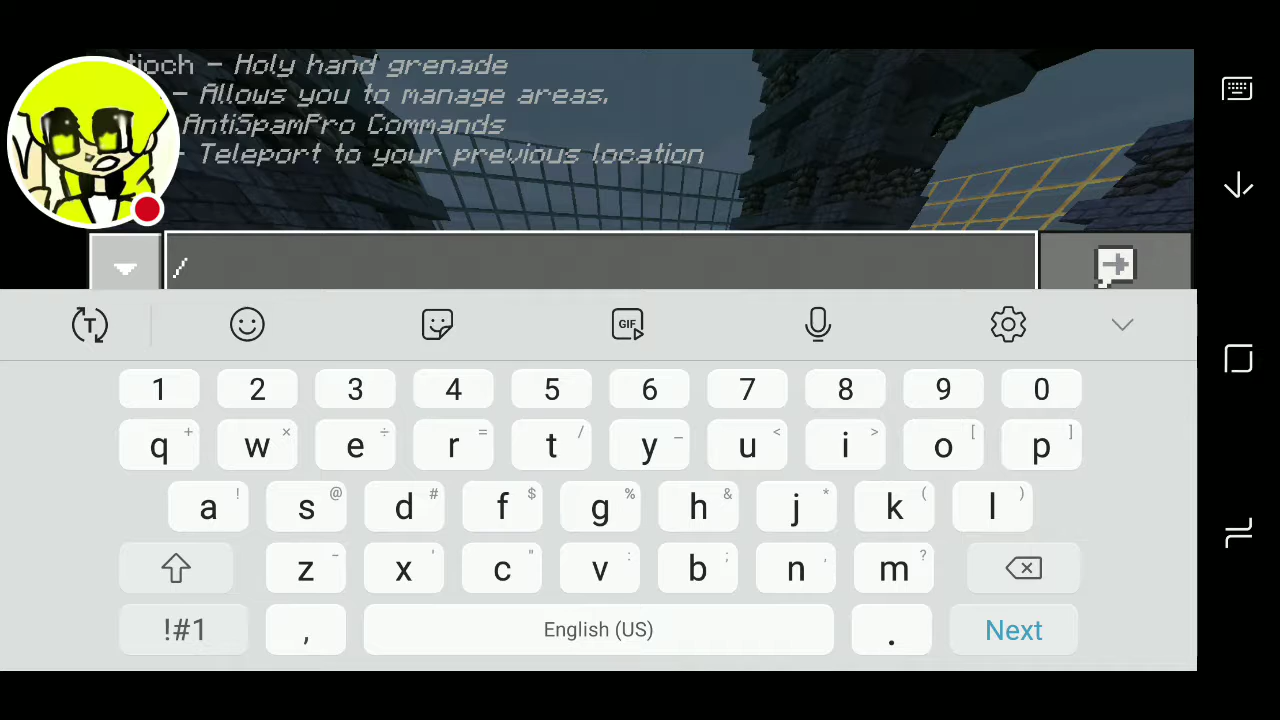 tioch - Holy hand grenade
- Allows you to manage areas,
AntiSpamPro Commands
- Teleport to your previous location
/
GIF
1 2 3 4 5 6 7 8 9 0
q + w × e ÷ r = t / y _ u < i > o [ p ]
a ! s @ d # f $ g % h & j * k ( l )
z - x ' c " v : b ; n , m ?
!#1 , English (US) . Next